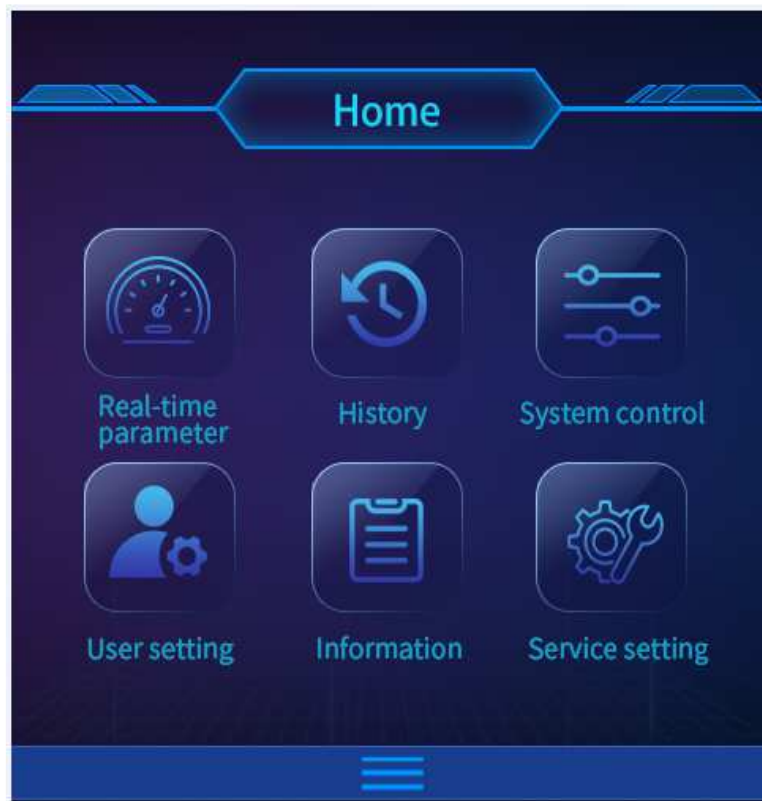 Home
Real-time
parameter
History
System control
User setting
Information
Service setting